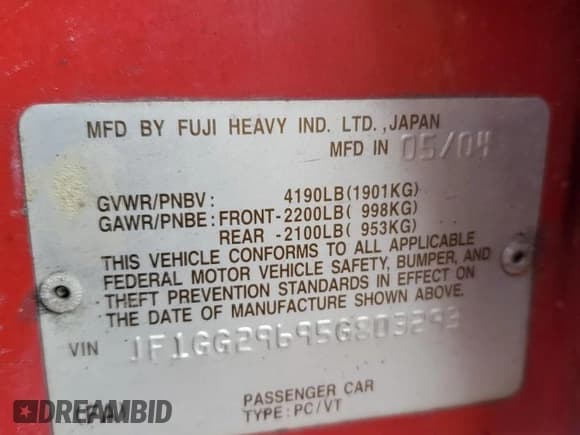 MFD BY FUJI HEAVY IND. LTD.,JAPAN
MFD IN 05/04
GVWR/PNBV: 4190LB(1901KG)
GAWR/PNBE: FRONT-2200LB( 998KG)
REAR -2100LB( 953KG)
THIS VEHICLE CONFORMS TO ALL APPLICABLE
FEDERAL MOTOR VEHICLE SAFETY, BUMPER, AND
THEFT PREVENTION STANDARDS IN EFFECT ON
THE DATE OF MANUFACTURE SHOWN ABOVE.
VIN JF1GG29695G803293
PASSENGER CAR
TYPE:PC/VT
DREAMBID